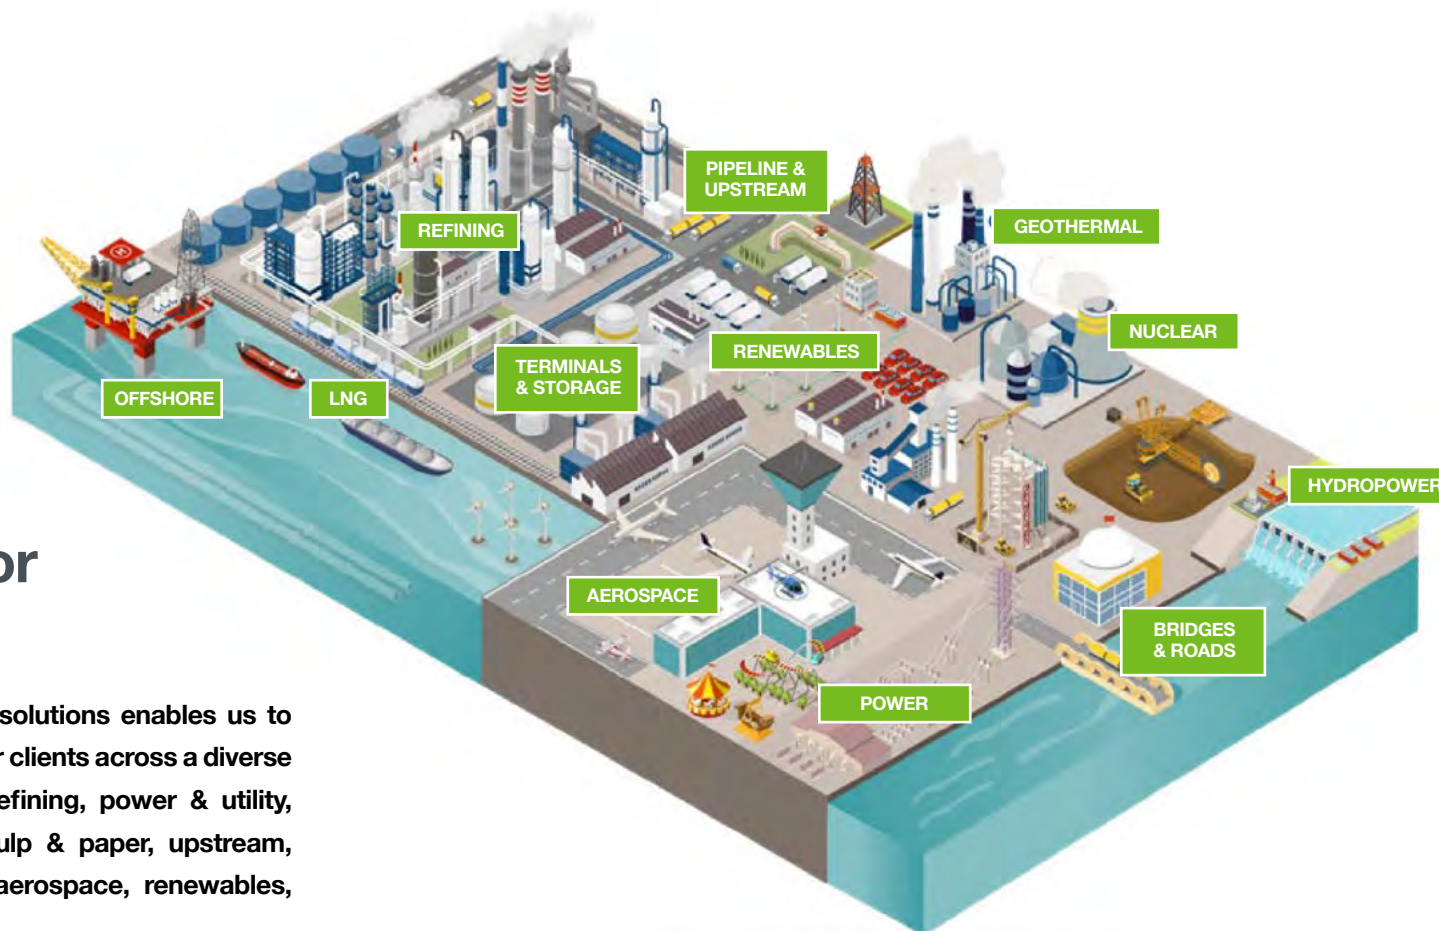 PIPELINE &
UPSTREAM
REFINING
GEOTHERMAL
NUCLEAR
RENEWABLES
TERMINALS
& STORAGE
OFFSHORE
LNG
HYDROPOWER
or
AEROSPACE
BRIDGES
& ROADS
POWER
solutions enables us to
r clients across a diverse
efining, power & utility,
ulp & paper, upstream,
aerospace, renewables,